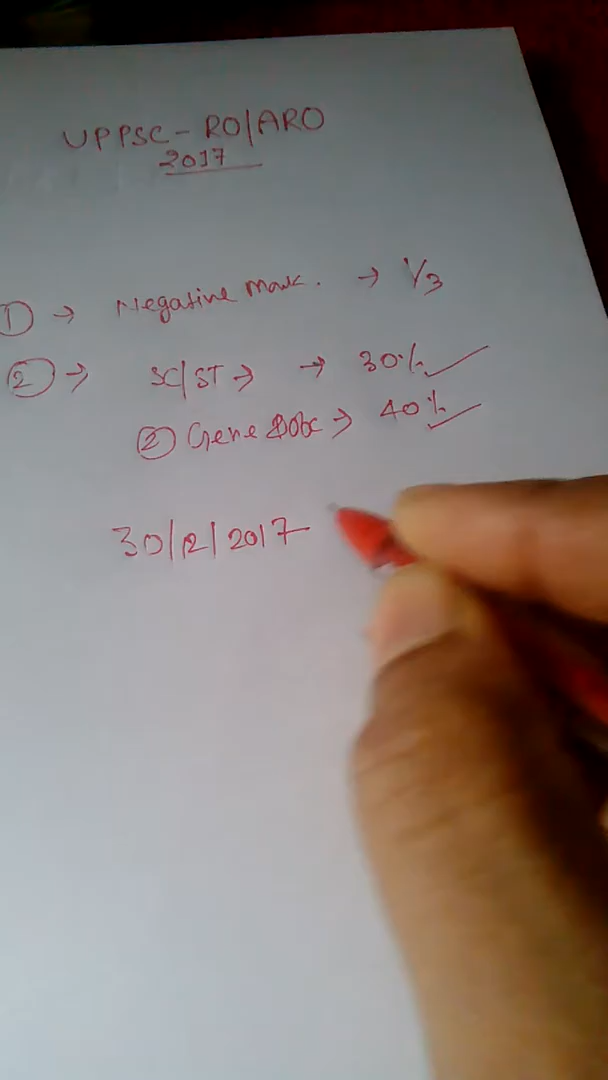 UPPSC - RO/ARO
2017
① → Negative Mark. → 1/3
② → SC/ST → → 30%
② Gene & obc → 40%
30/12/2017